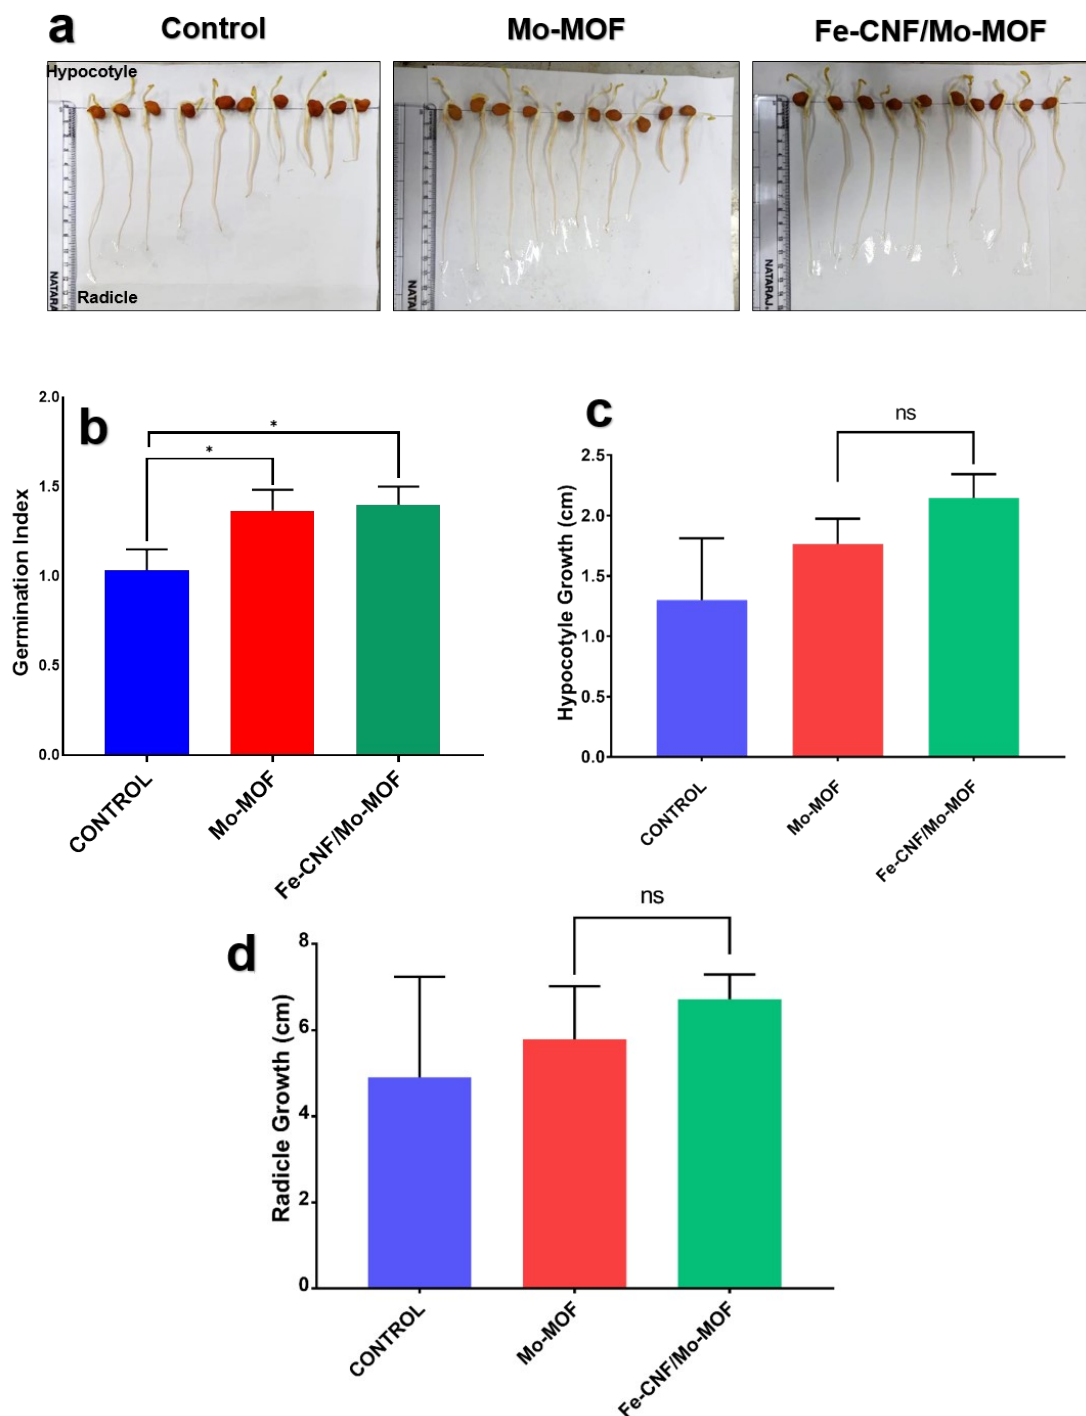 a
Control
Mo-MOF
Fe-CNF/Mo-MOF
Hypocotyle
Radicle
NATARAJ
NATARAJ
NATARAJ
b
Germination Index
2.0
1.5
1.0
0.5
0.0
*
*
CONTROL
Mo-MOF
Fe-CNF/Mo-MOF
c
Hypocotyle Growth (cm)
2.5
2.0
1.5
1.0
0.5
0.0
ns
CONTROL
Mo-MOF
Fe-CNF/Mo-MOF
d
Radicle Growth (cm)
8
6
4
2
0
ns
CONTROL
Mo-MOF
Fe-CNF/Mo-MOF